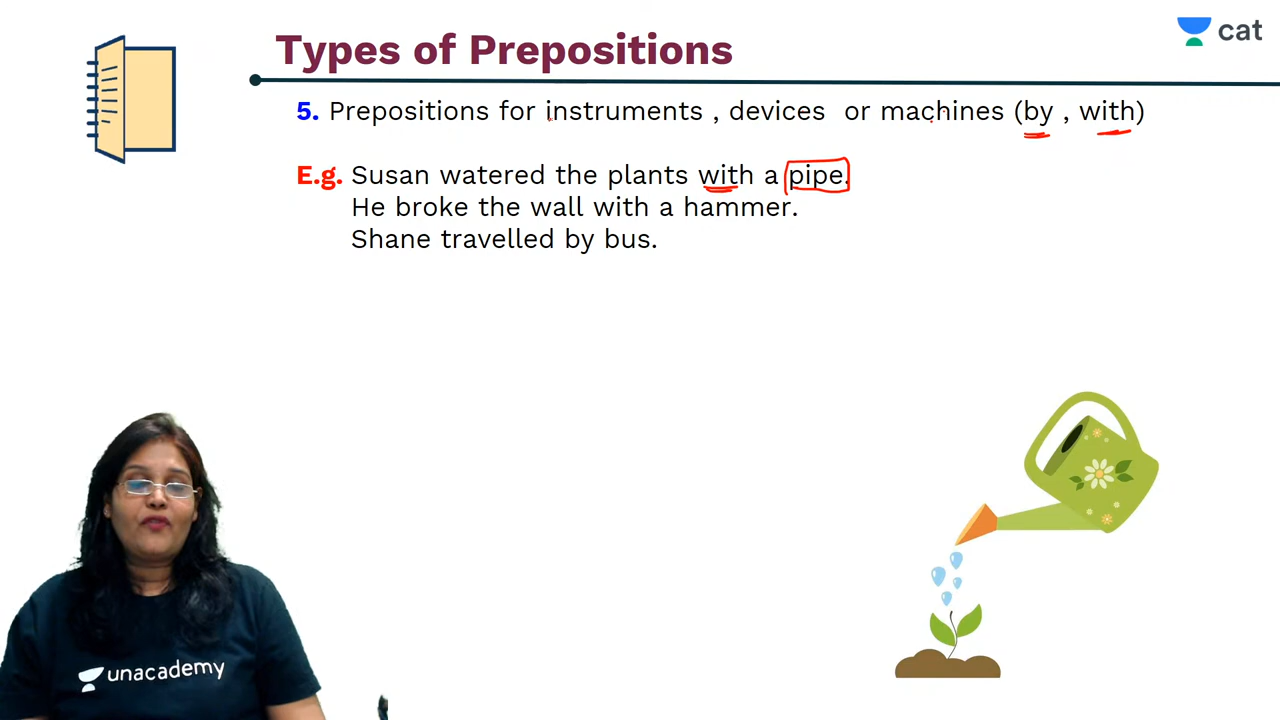 Types of Prepositions
cat
5. Prepositions for instruments , devices or machines (by , with)
E.g. Susan watered the plants with a pipe.
He broke the wall with a hammer.
Shane travelled by bus.
unacademy